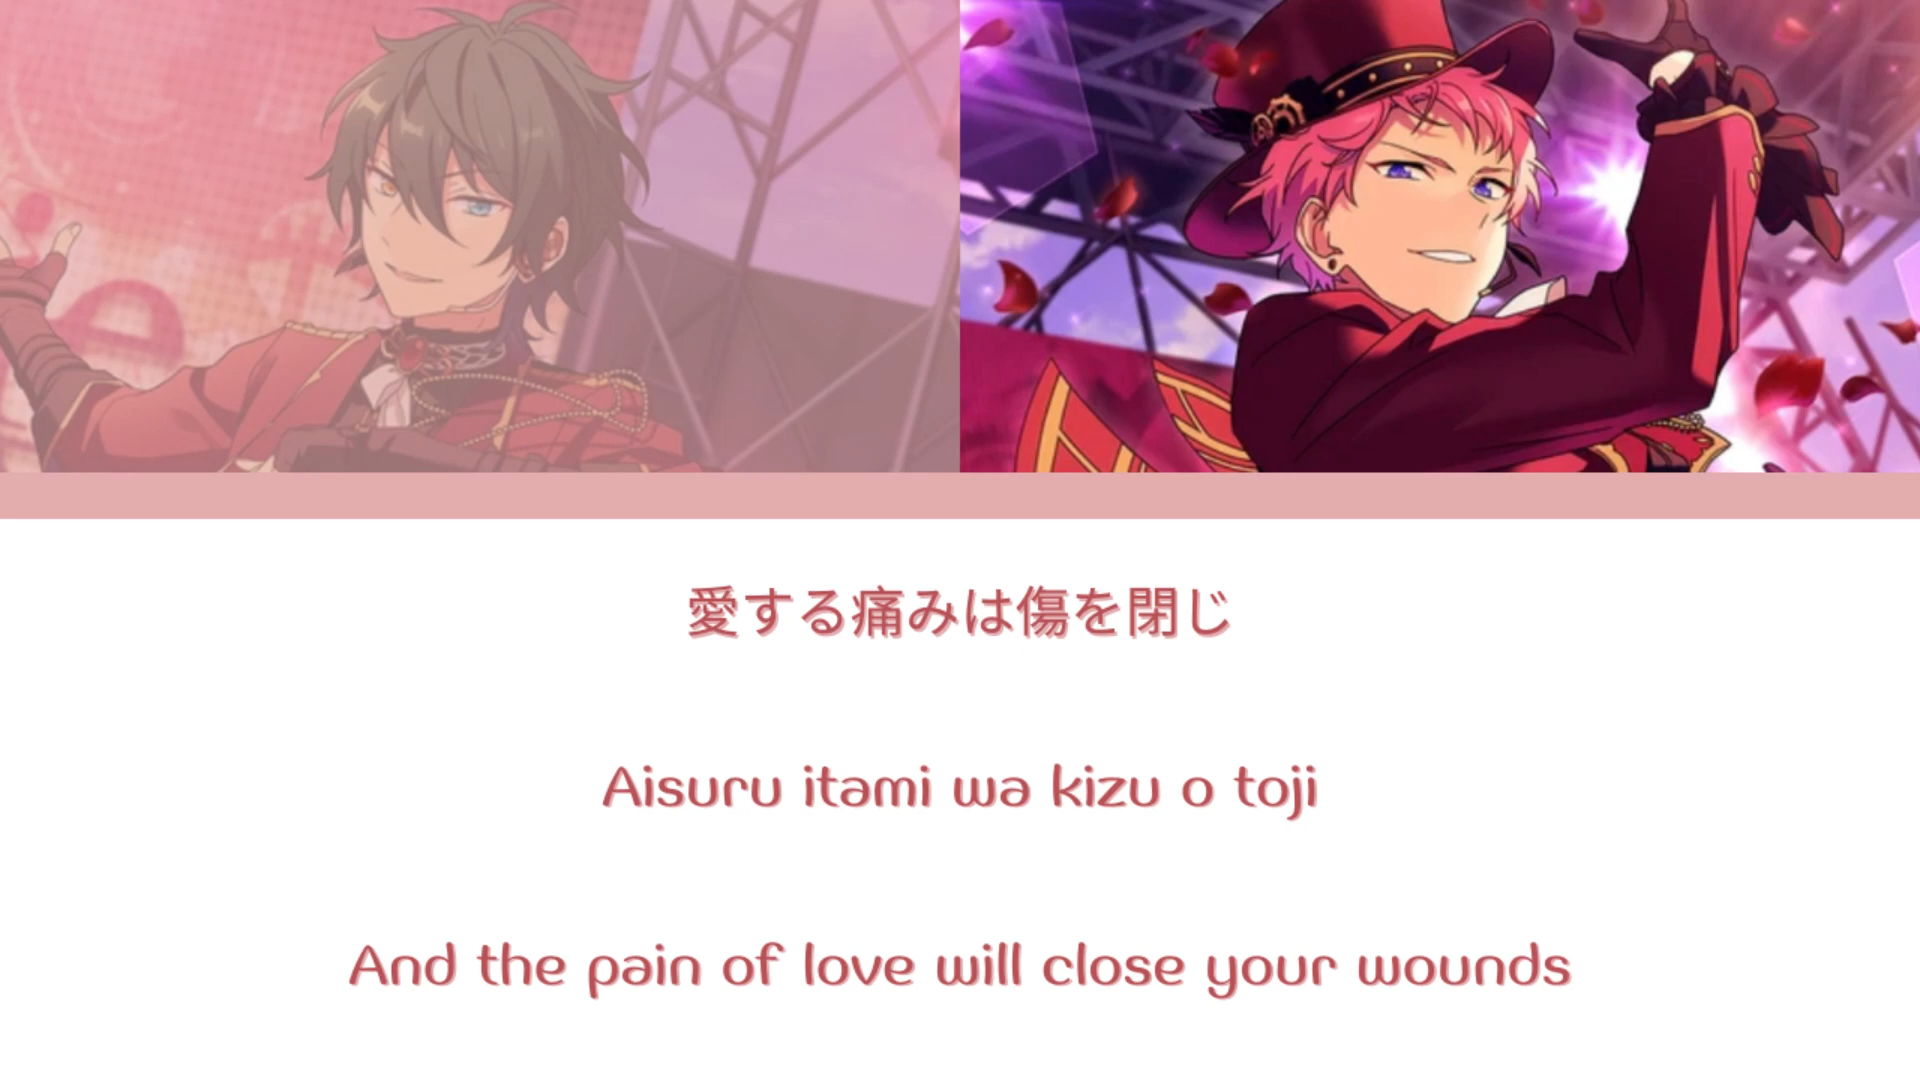 愛する痛みは傷を閉じ
Aisuru itami wa kizu o toji
And the pain of love will close your wounds